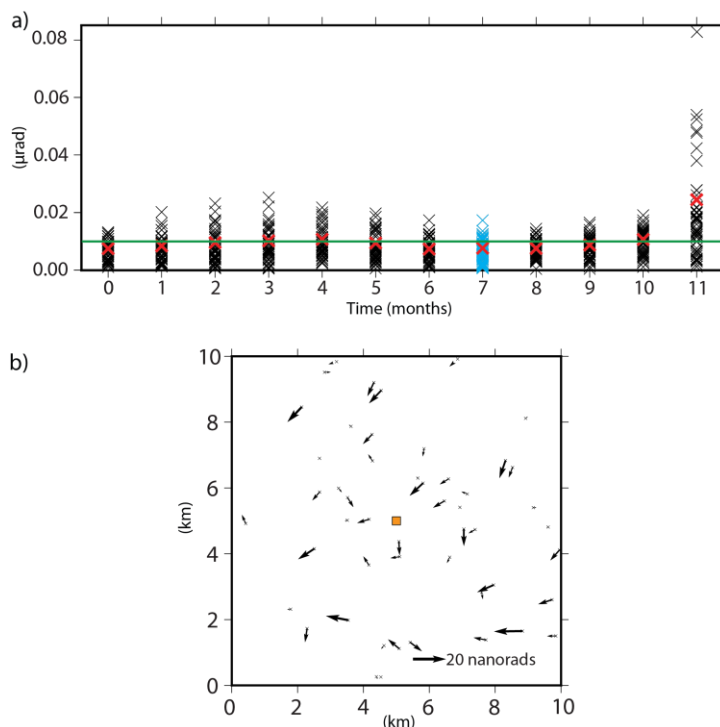 a)
0.08
0.06
0.04
0.02
0.00
(μrad)
0 1 2 3 4 5 6 7 8 9 10 11
Time (months)
b)
10
8
6
4
2
0
(km)
20 nanorads
0 2 4 6 8 10
(km)